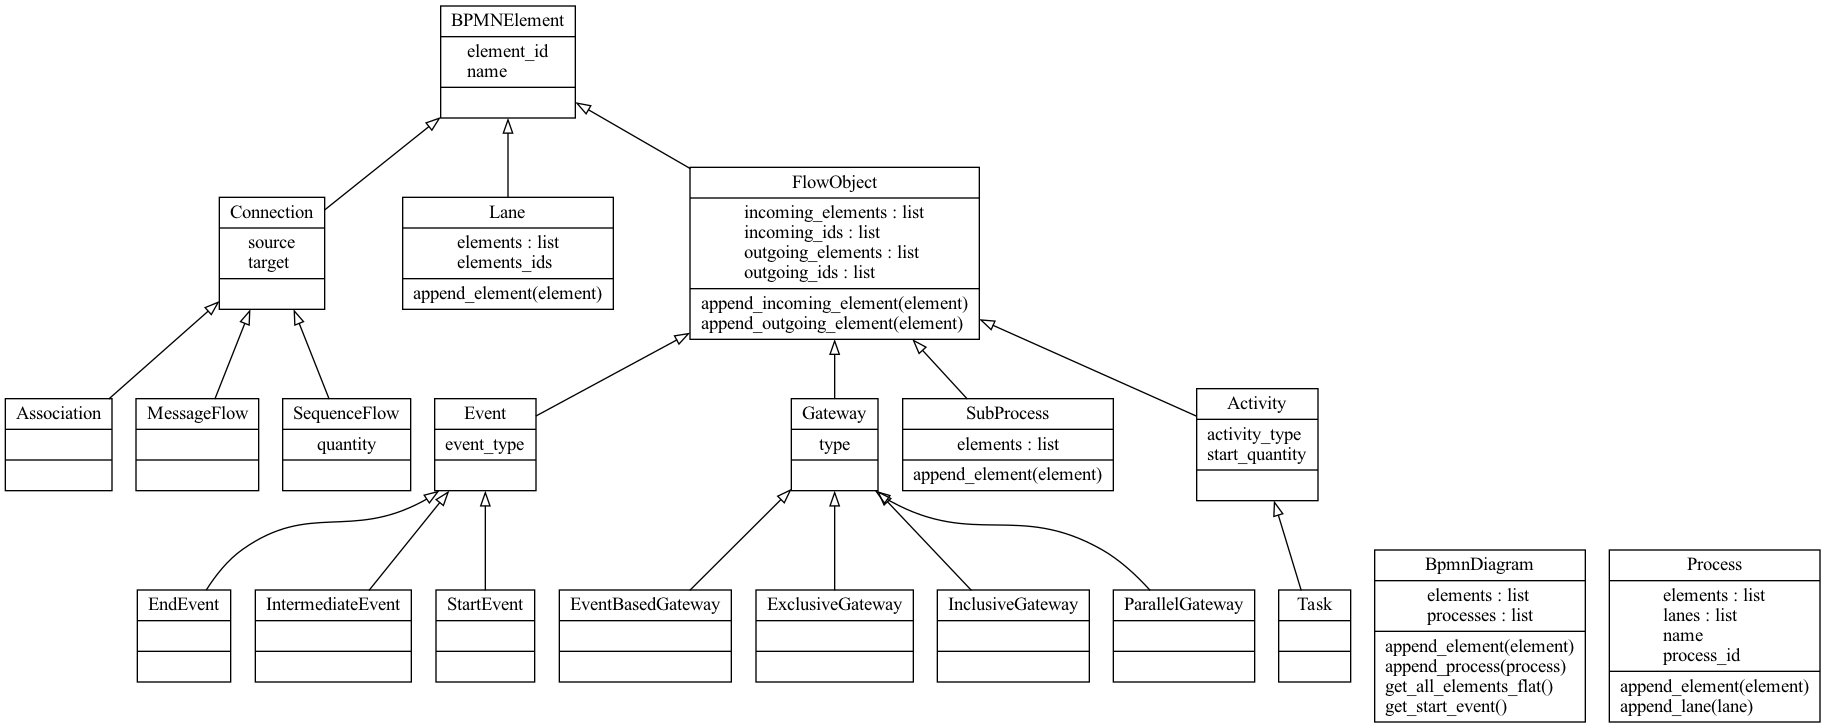 BPMNElement
element_id
name
FlowObject
incoming_elements : list
incoming_ids : list
outgoing_elements : list
outgoing_ids : list
append_incoming_element(element)
append_outgoing_element(element)
Connection
source
target
Lane
elements : list
elements_ids
append_element(element)
Association
MessageFlow
SequenceFlow
quantity
Event
event_type
Gateway
type
SubProcess
elements : list
append_element(element)
Activity
activity_type
start_quantity
EndEvent
IntermediateEvent
StartEvent
EventBasedGateway
ExclusiveGateway
InclusiveGateway
ParallelGateway
Task
BpmnDiagram
elements : list
processes : list
append_element(element)
append_process(process)
get_all_elements_flat()
get_start_event()
Process
elements : list
lanes : list
name
process_id
append_element(element)
append_lane(lane)